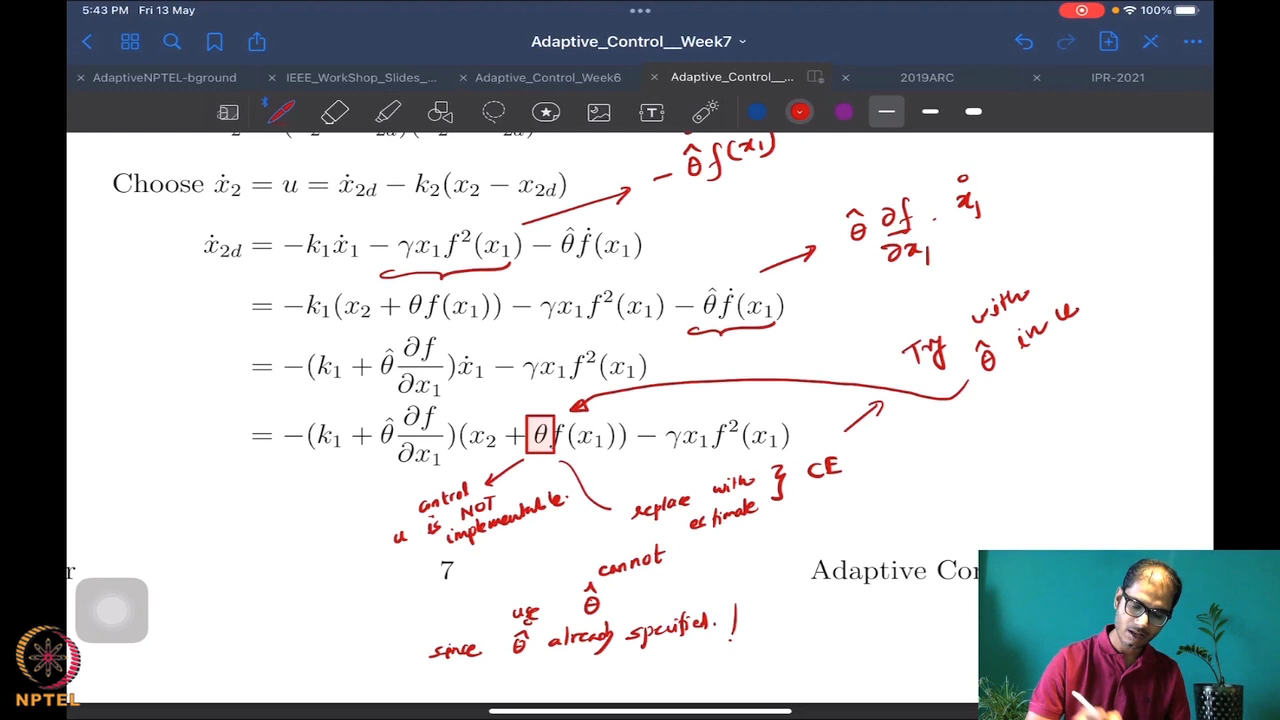 5:43 PM Fri 13 May
100%
Adaptive_Control__Week7
AdaptiveNPTEL-bground
IEEE_WorkShop_Slides_...
Adaptive_Control_Week6
Adaptive_Control__...
2019ARC
IPR-2021
− θ̂ f(x₁)
Choose ẋ₂ = u = ẋ₂d − k₂(x₂ − x₂d)
θ̂ ∂f/∂x₁ · ẋ₁
ẋ₂d = −k₁ẋ₁ − γx₁f²(x₁) − θ̂ḟ(x₁)
= −k₁(x₂ + θf(x₁)) − γx₁f²(x₁) − θ̂ḟ(x₁)
Try with
θ̂ in ce
= −(k₁ + θ̂ ∂f/∂x₁)ẋ₁ − γx₁f²(x₁)
= −(k₁ + θ̂ ∂f/∂x₁)(x₂ + θf(x₁)) − γx₁f²(x₁)
control
u is NOT
implementable.
replace with
estimate } CE
7
Adaptive Con
cannot
use θ̂
since θ̂ already specified. !
NPTEL